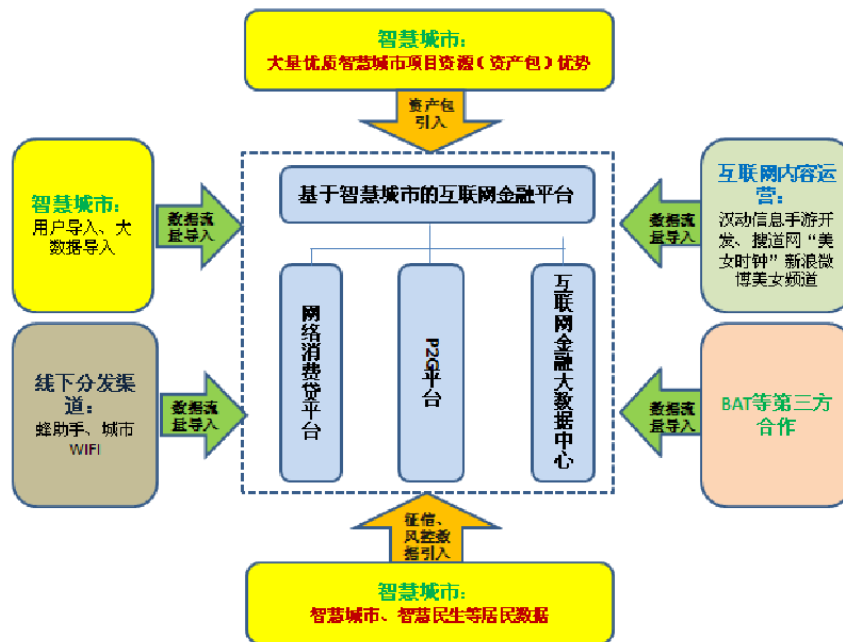 智慧城市：
大量优质智慧城市项目资源（资产包）优势
资产包
引入
智慧城市：
用户导入、大
数据导入
数据流
量导入
基于智慧城市的互联网金融平台
数据流
量导入
互联网内容运
营：
汉动信息手游开
发、搜道网“美
女时钟”新浪微
博美女频道
网络消费贷平台
P2G平台
互联网金融大数据中心
线下分发渠
道：
蜂助手、城市
WIFI
数据流
量导入
数据流
量导入
BAT等第三方
合作
征信、
风控数
据引入
智慧城市：
智慧城市、智慧民生等居民数据